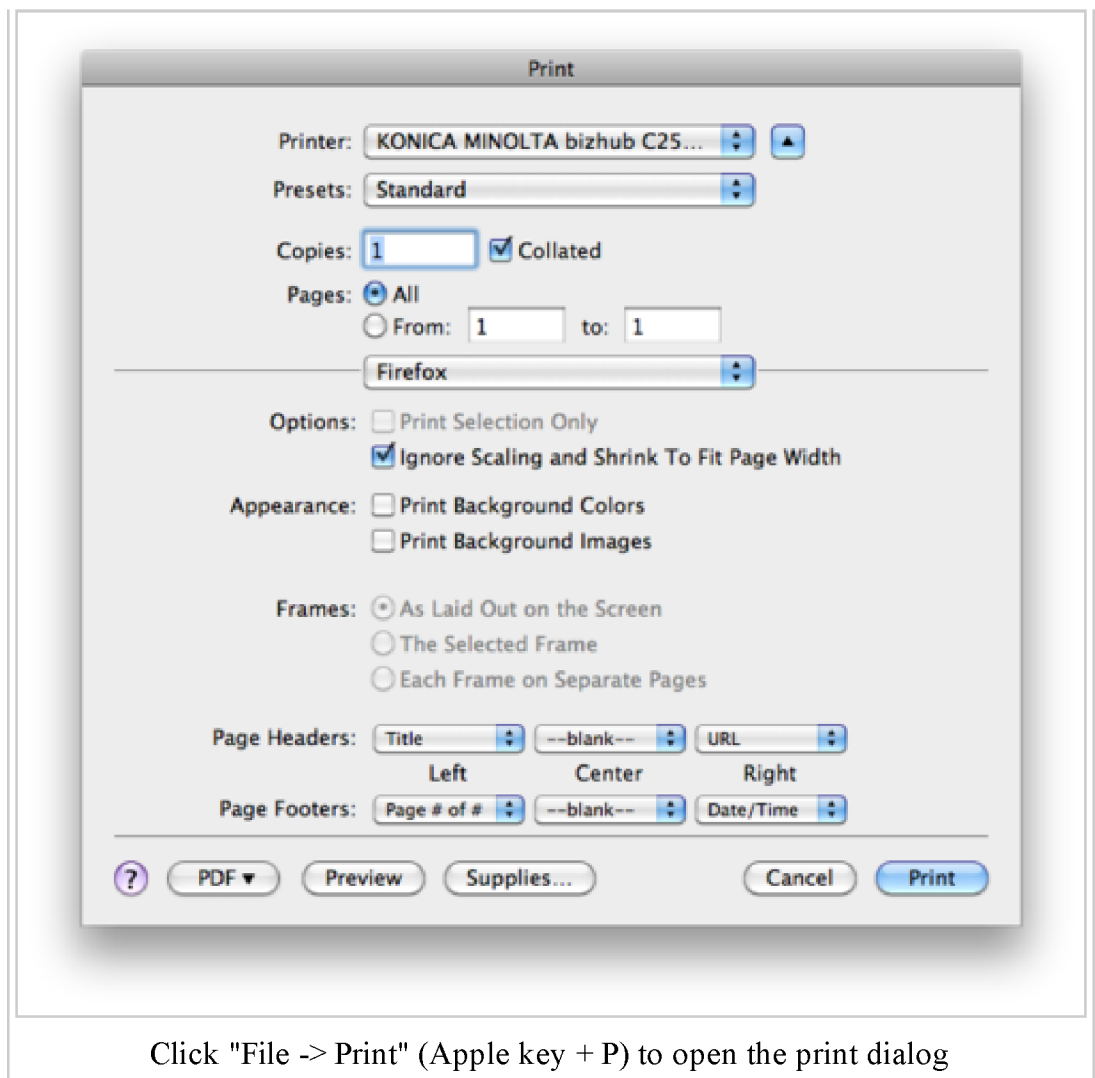 Print
Printer: KONICA MINOLTA bizhub C25...
Presets: Standard
Copies: 1 Collated
Pages: All
From: 1 to: 1
Firefox
Options: Print Selection Only
Ignore Scaling and Shrink To Fit Page Width
Appearance: Print Background Colors
Print Background Images
Frames: As Laid Out on the Screen
The Selected Frame
Each Frame on Separate Pages
Page Headers: Title --blank-- URL
Left Center Right
Page Footers: Page # of # --blank-- Date/Time
? PDF ▼ Preview Supplies... Cancel Print
Click "File -> Print" (Apple key + P) to open the print dialog